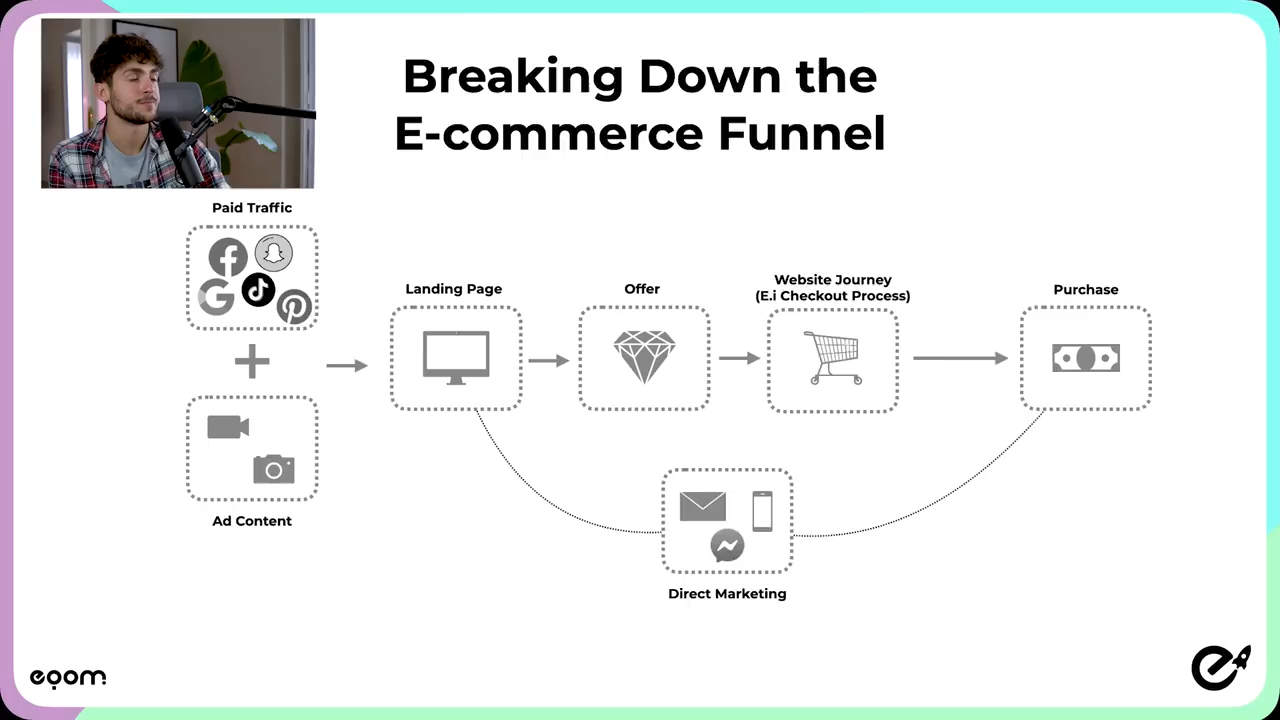 Breaking Down the
E-commerce Funnel
Paid Traffic
Landing Page
Offer
Website Journey
(E.i Checkout Process)
Purchase
Ad Content
Direct Marketing
eqom